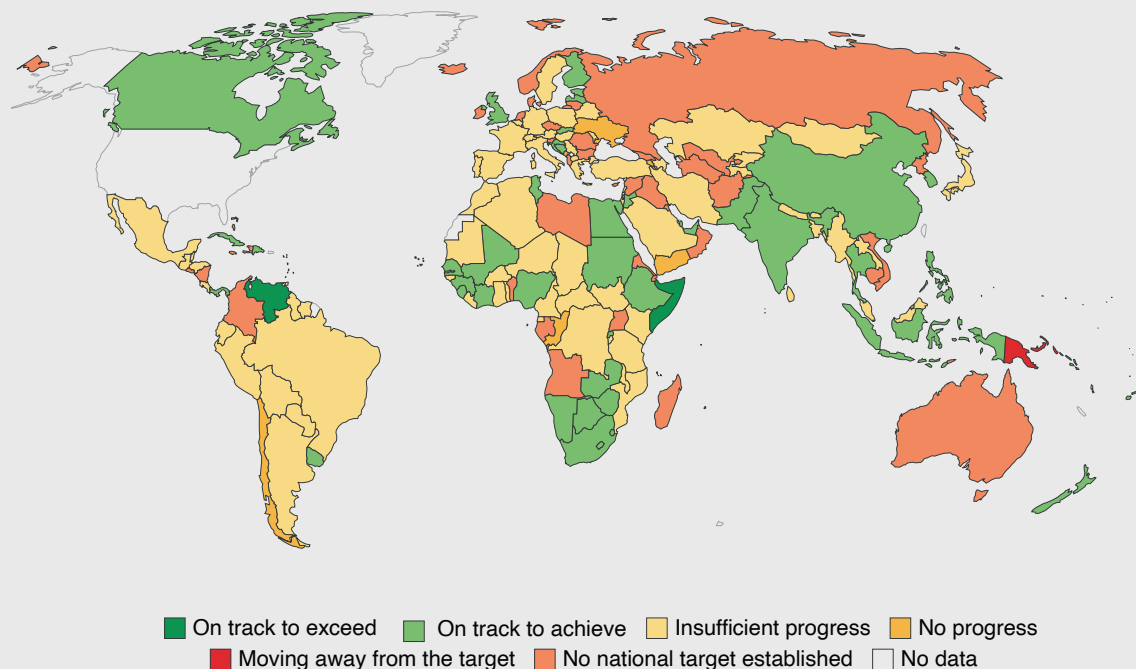 On track to exceed On track to achieve Insufficient progress No progress
Moving away from the target No national target established No data